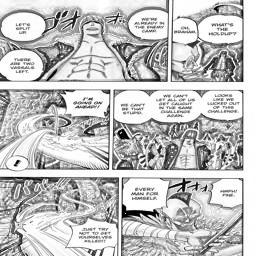 WHAT'S
THE
HOLDUP?
OH,
BRAHAM.
WE'RE
ALREADY IN
THE ENEMY
CAMP.
LET'S
SPLIT
UP.
THERE
ARE TWO
VASSALS
LEFT.
LOOKS LIKE
WE LUCKED
OUT OF THIS
CHALLENGE.
WE CAN'T
LET ALL OF US
GET CAUGHT
IN THE SAME
CHALLENGE
AGAIN.
WE CAN'T
BE THAT
STUPID.
I'M
GOING ON
AHEAD!
HMPH!
FINE.
EVERY
MAN FOR
HIMSELF.
JUST TRY
NOT TO GET
YOURSELVES
KILLED!!